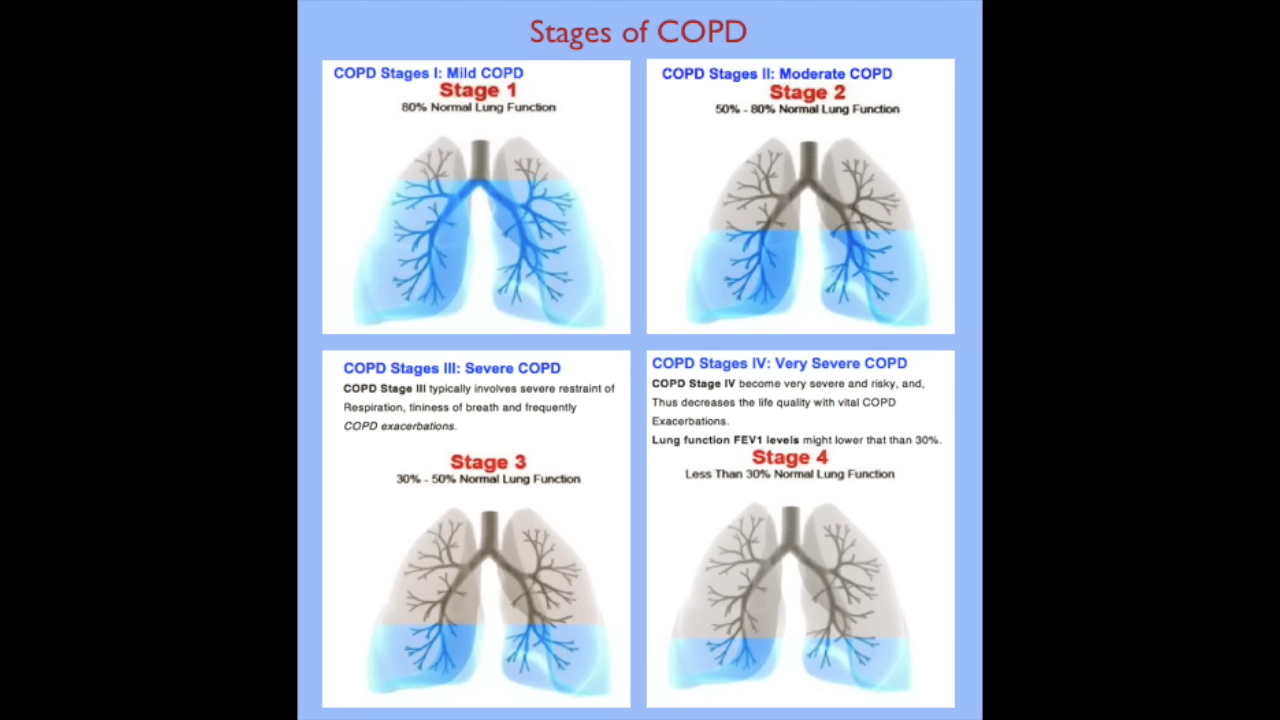 Stages of COPD
COPD Stages I: Mild COPD
Stage 1
80% Normal Lung Function
COPD Stages II: Moderate COPD
Stage 2
50% - 80% Normal Lung Function
COPD Stages III: Severe COPD
COPD Stage III typically involves severe restraint of
Respiration, tininess of breath and frequently
COPD exacerbations.
Stage 3
30% - 50% Normal Lung Function
COPD Stages IV: Very Severe COPD
COPD Stage IV become very severe and risky, and,
Thus decreases the life quality with vital COPD
Exacerbations.
Lung function FEV1 levels might lower that than 30%.
Stage 4
Less Than 30% Normal Lung Function